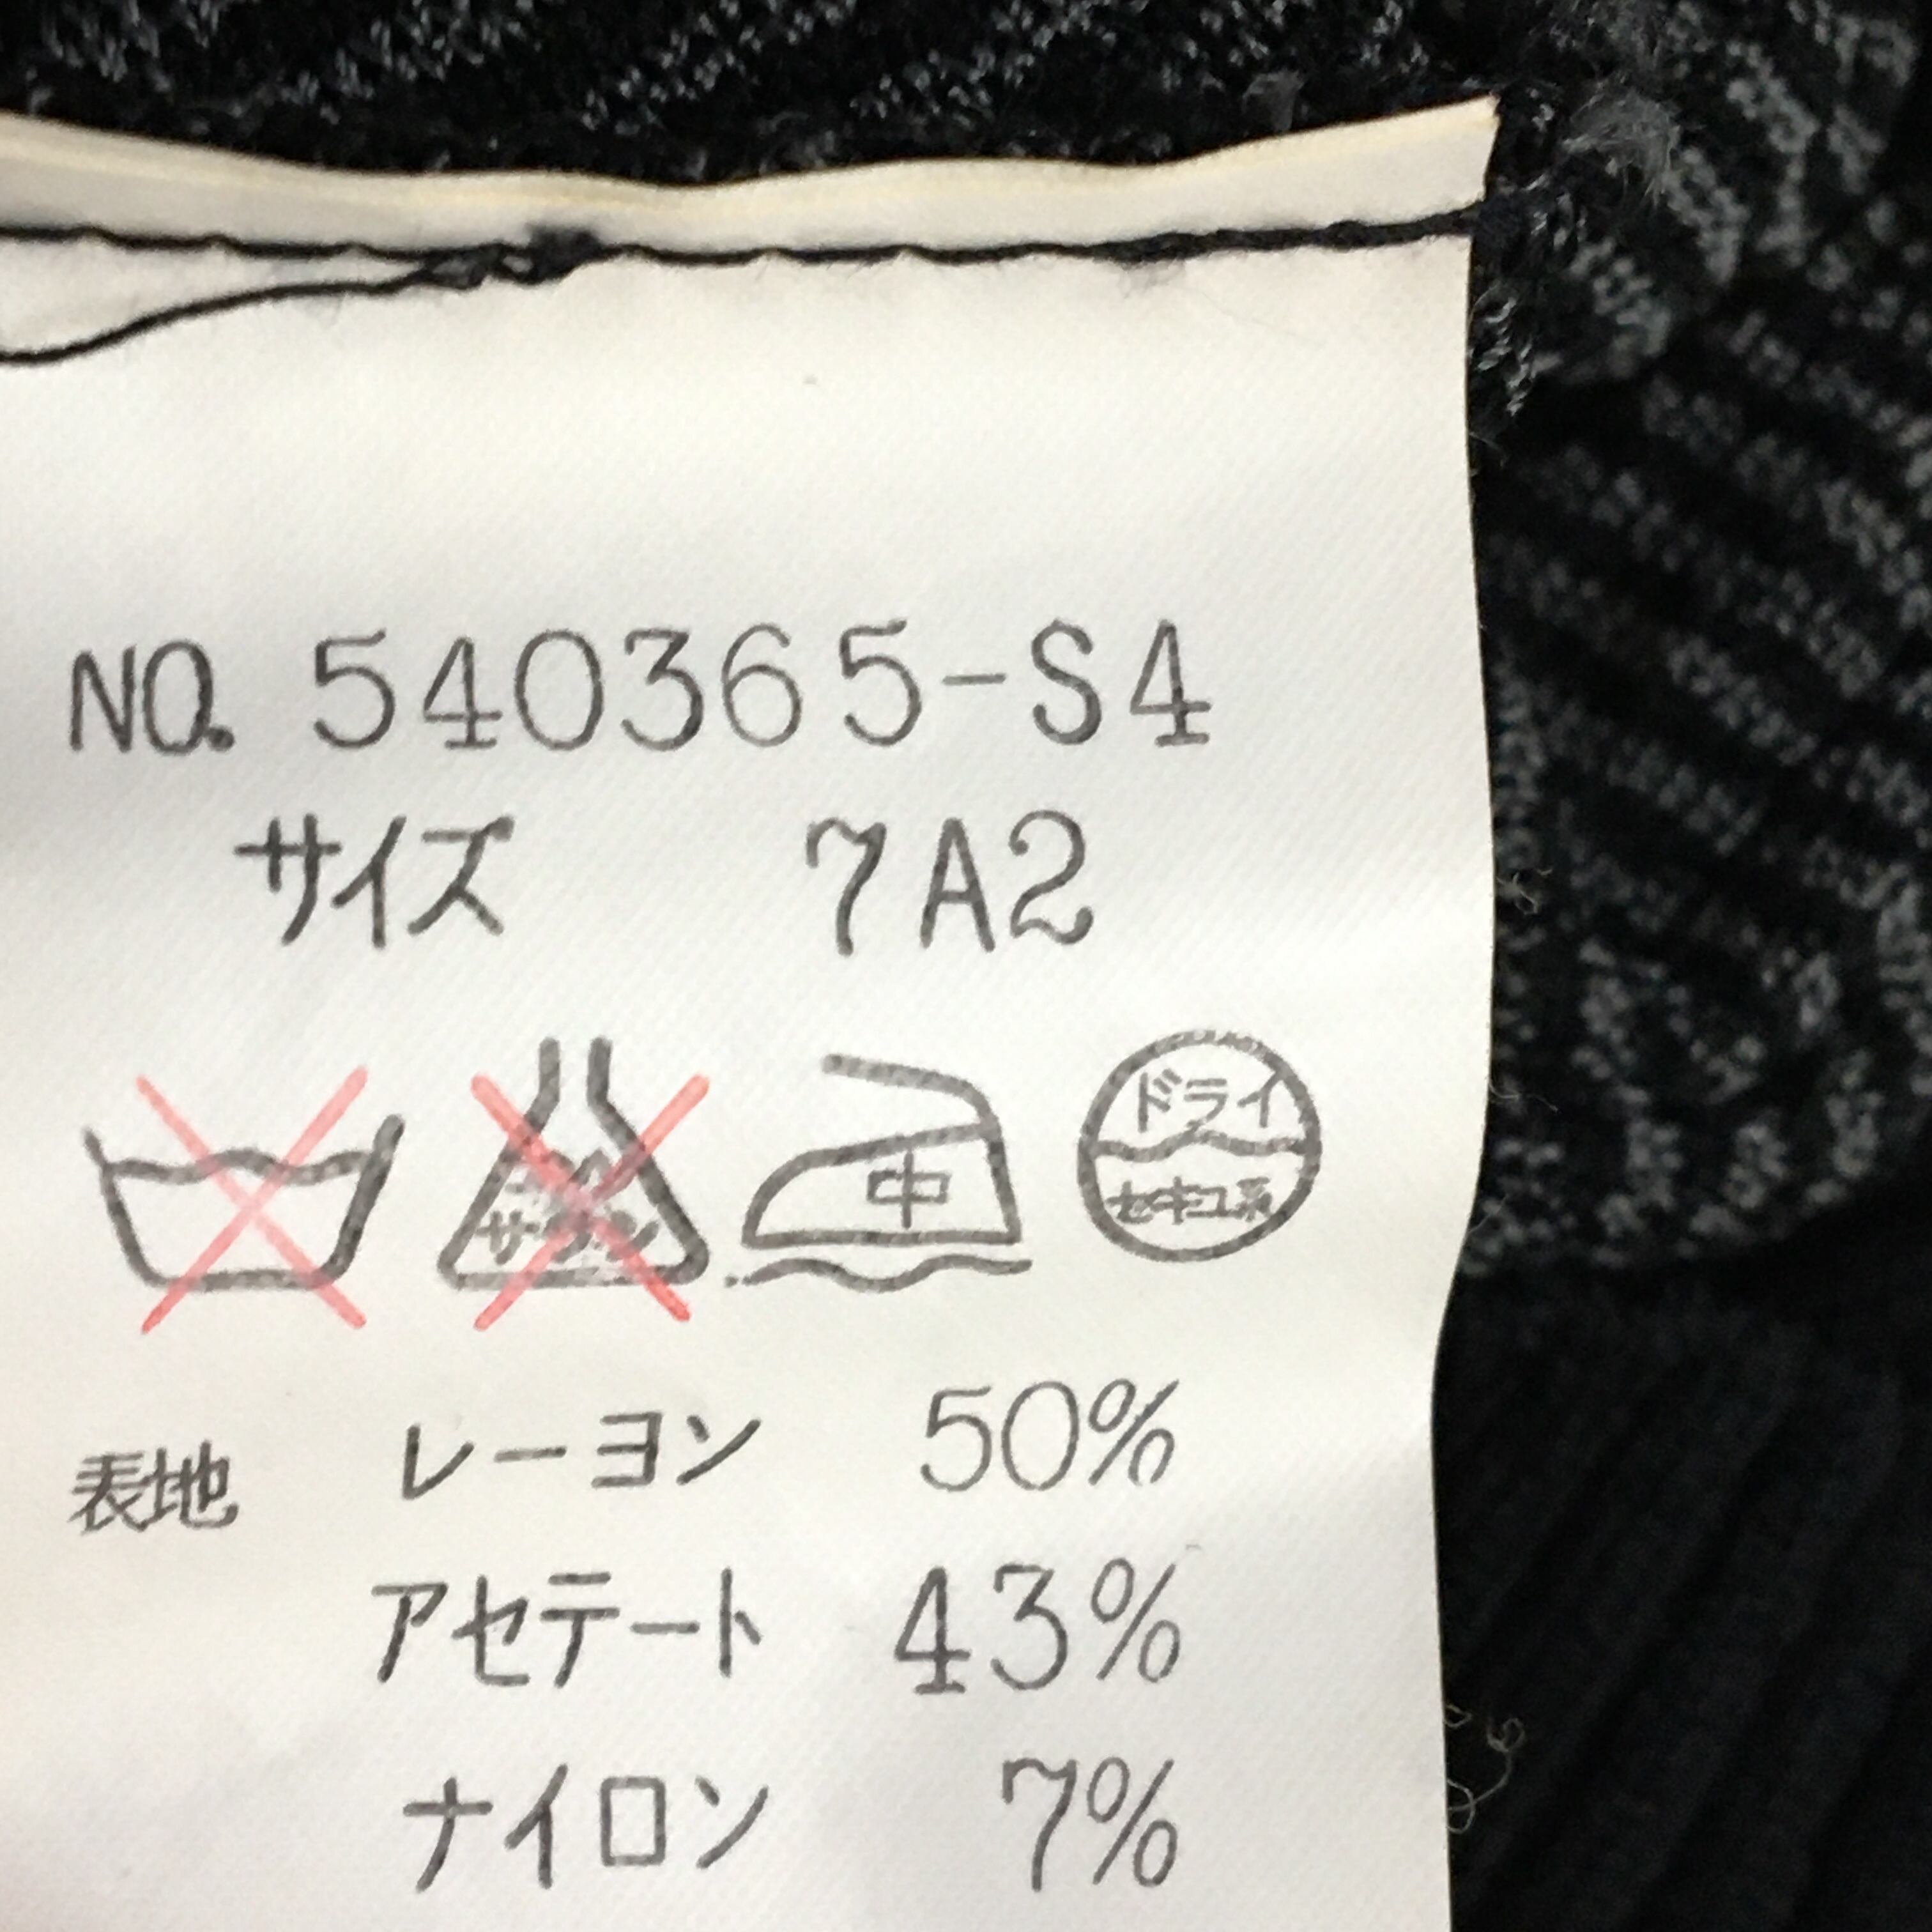 NO. 540365-S4
サイズ 7A2
中
ドライ
セキユ系
表地 レーヨン 50%
アセテート 43%
ナイロン 7%